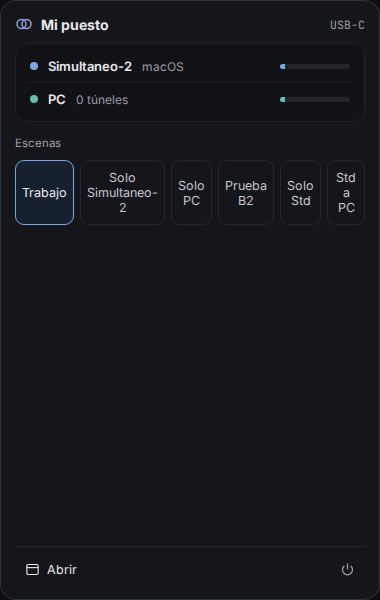 Mi puesto USB-C
Simultaneo-2 macOS
PC 0 túneles
Escenas
Trabajo
Solo
Simultaneo-
2
Solo
PC
Prueba
B2
Solo
Std
Std
a
PC
Abrir